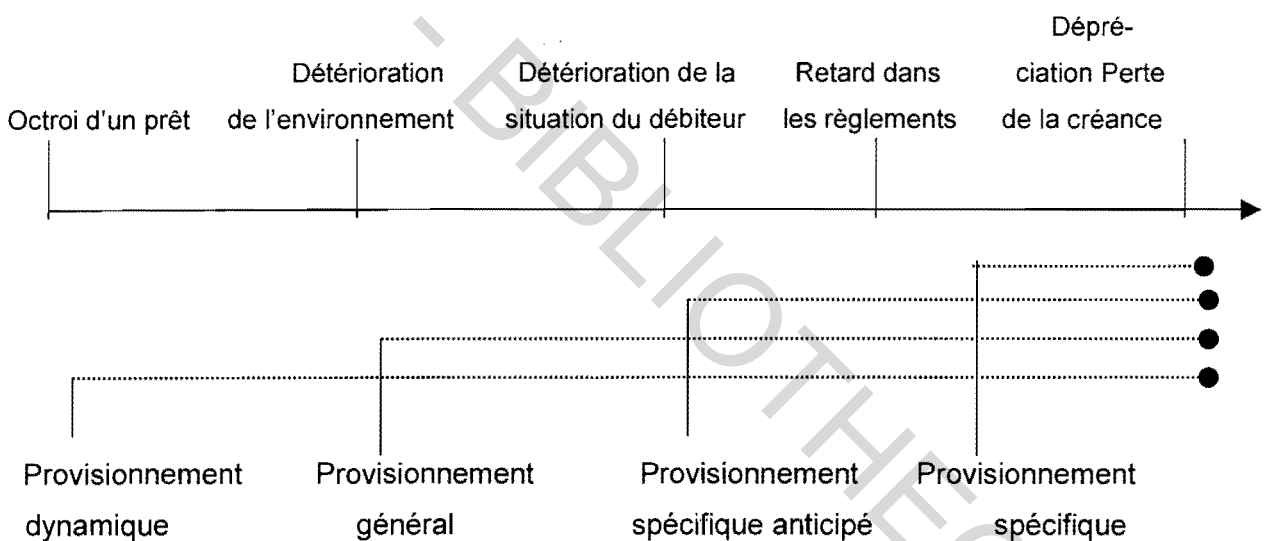 Dépré-
Détérioration Détérioration de la Retard dans ciation Perte
Octroi d'un prêt de l'environnement situation du débiteur les règlements de la créance
- BIBLIOTHEQ
Provisionnement Provisionnement Provisionnement Provisionnement
dynamique général spécifique anticipé spécifique